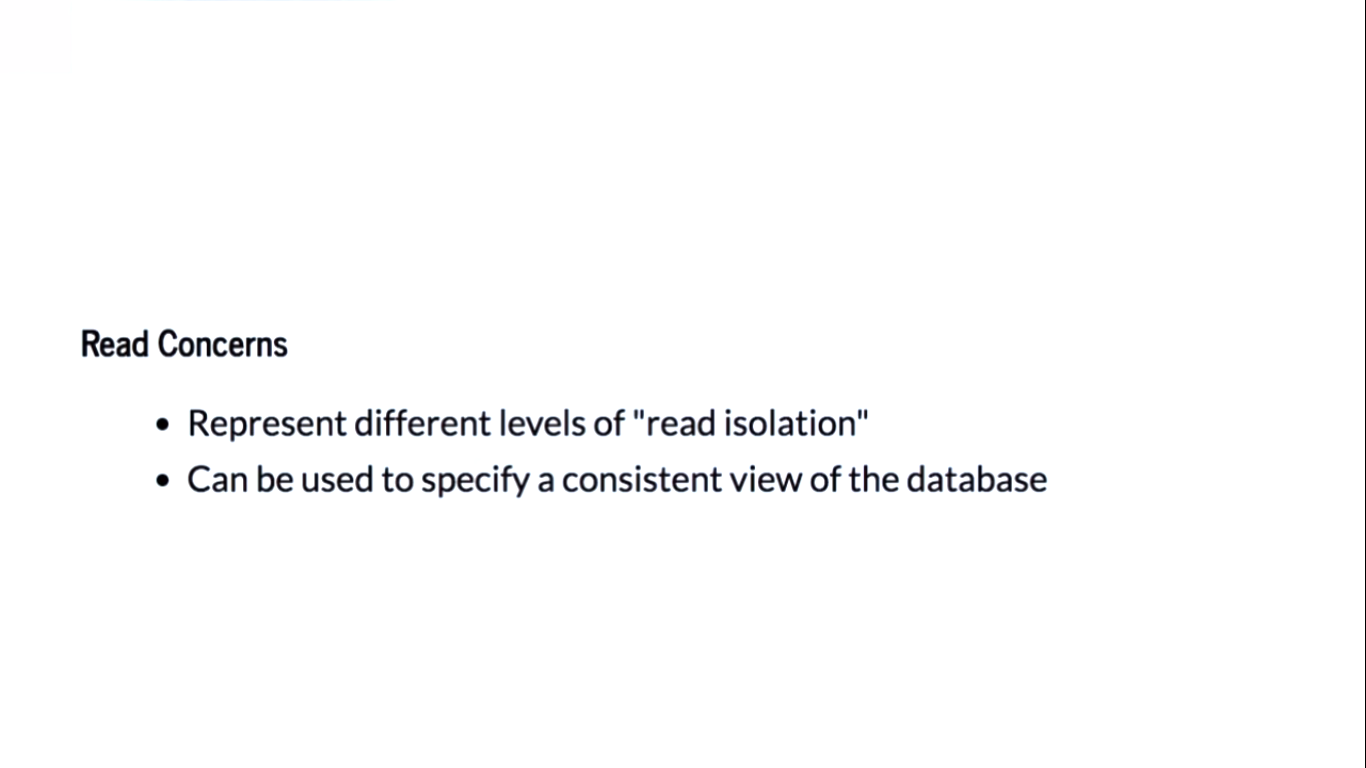 Read Concerns
• Represent different levels of "read isolation"
• Can be used to specify a consistent view of the database